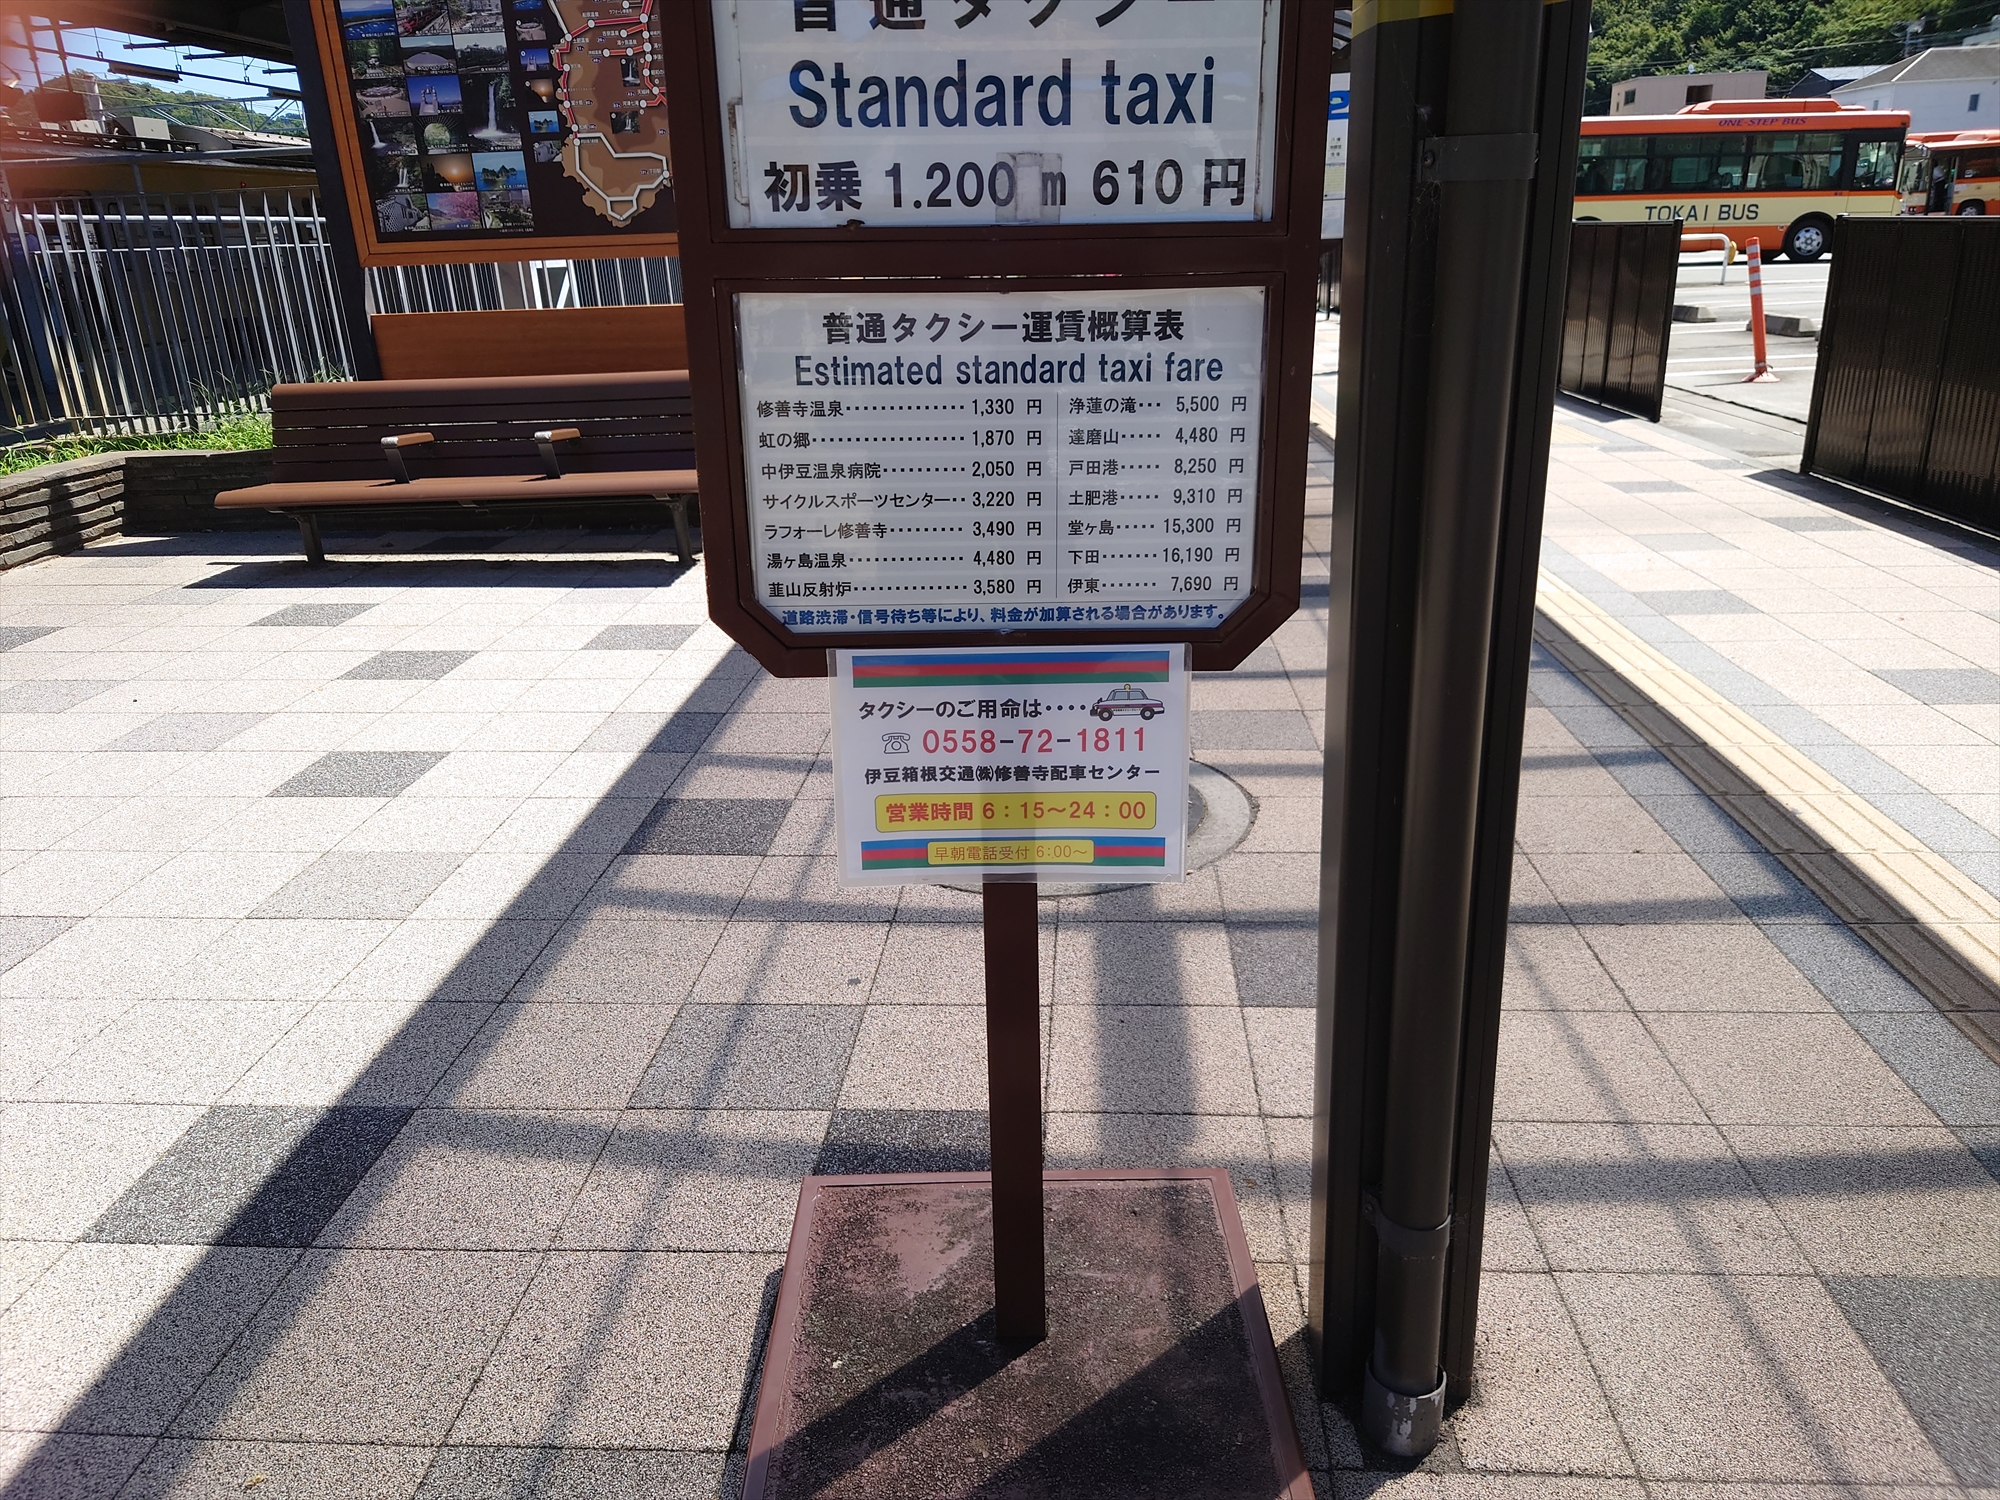 普通タクシー
Standard taxi
初乗 1.200 m 610 円
普通タクシー運賃概算表
Estimated standard taxi fare
修善寺温泉・・・・・・・・・・・・・・ 1,330 円
虹の郷・・・・・・・・・・・・・・・・・・・ 1,870 円
中伊豆温泉病院・・・・・・・・・・ 2,050 円
サイクルスポーツセンター・・ 3,220 円
ラフォーレ修善寺・・・・・・・・・ 3,490 円
湯ヶ島温泉・・・・・・・・・・・・・・ 4,480 円
韮山反射炉・・・・・・・・・・・・・・ 3,580 円
浄蓮の滝・・・ 5,500 円
達磨山・・・・・ 4,480 円
戸田港・・・・・ 8,250 円
土肥港・・・・・ 9,310 円
堂ヶ島・・・・・ 15,300 円
下田・・・・・・・ 16,190 円
伊東・・・・・・・ 7,690 円
道路渋滞・信号待ち等により、料金が加算される場合があります。
タクシーのご用命は・・・・
☏ 0558-72-1811
伊豆箱根交通㈱修善寺配車センター
営業時間 6：15〜24：00
早朝電話受付 6:00〜
ONE-STEP BUS
TOKAI BUS